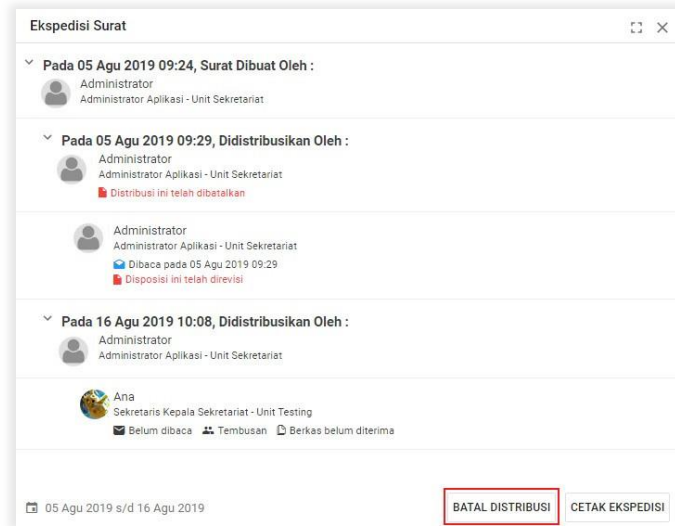 Ekspedisi Surat
Pada 05 Agu 2019 09:24, Surat Dibuat Oleh :
Administrator
Administrator Aplikasi - Unit Sekretariat
Pada 05 Agu 2019 09:29, Didistribusikan Oleh :
Administrator
Administrator Aplikasi - Unit Sekretariat
Distribusi ini telah dibatalkan
Administrator
Administrator Aplikasi - Unit Sekretariat
Dibaca pada 05 Agu 2019 09:29
Disposisi ini telah direvisi
Pada 16 Agu 2019 10:08, Didistribusikan Oleh :
Administrator
Administrator Aplikasi - Unit Sekretariat
Ana
Sekretaris Kepala Sekretariat - Unit Testing
Belum dibaca Tembusan Berkas belum diterima
05 Agu 2019 s/d 16 Agu 2019 BATAL DISTRIBUSI CETAK EKSPEDISI